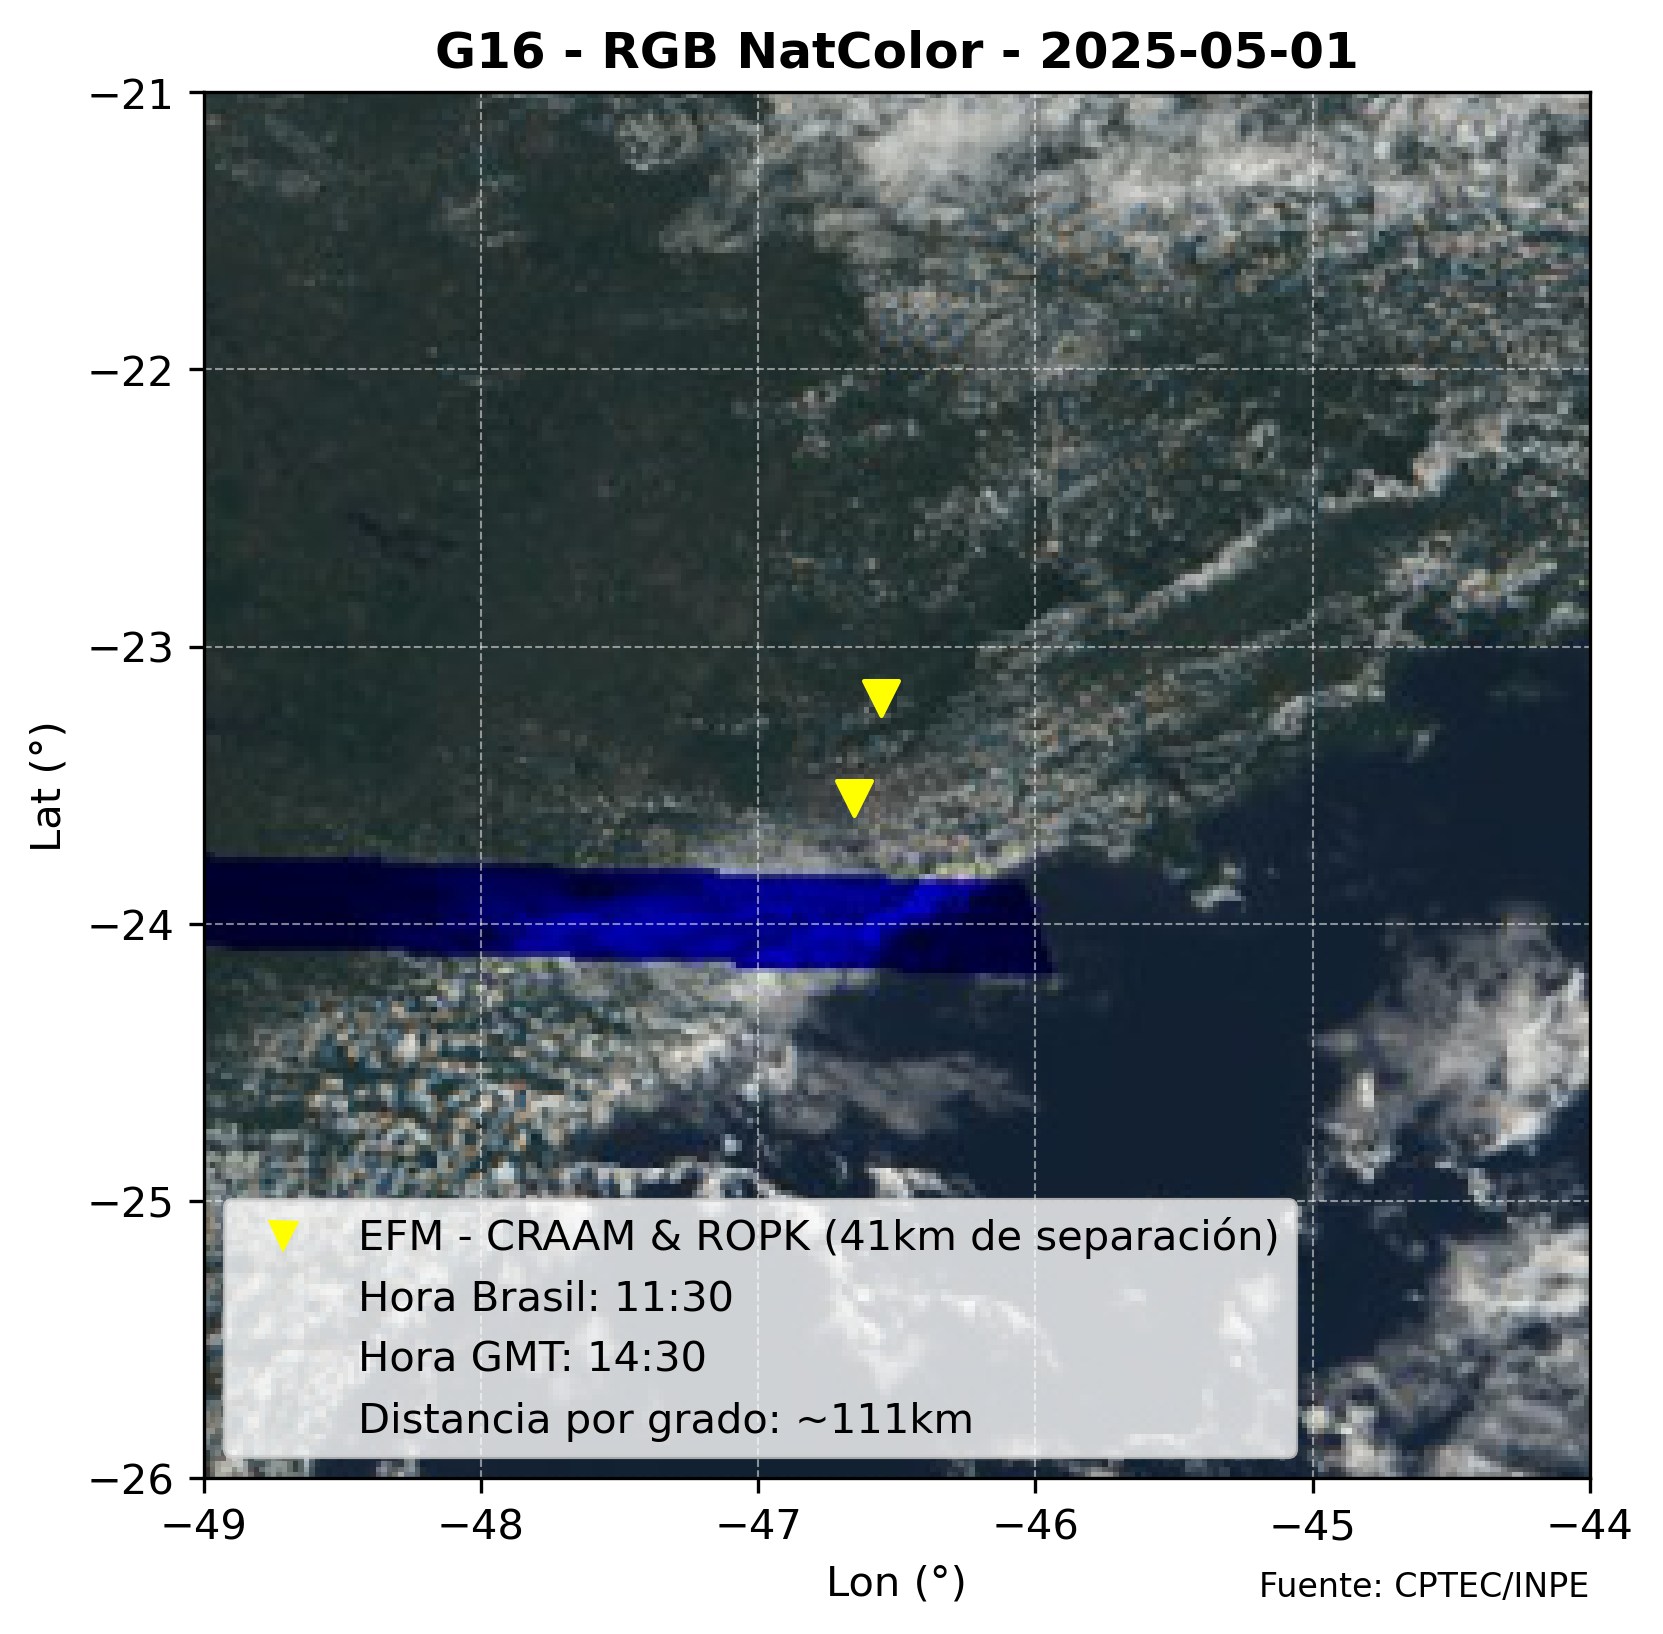 G16 - RGB NatColor - 2025-05-01
−21
−22
−23
−24
−25
−26
Lat (°)
EFM - CRAAM & ROPK (41km de separación)
Hora Brasil: 11:30
Hora GMT: 14:30
Distancia por grado: ~111km
−49 −48 −47 −46 −45 −44
Lon (°)
Fuente: CPTEC/INPE